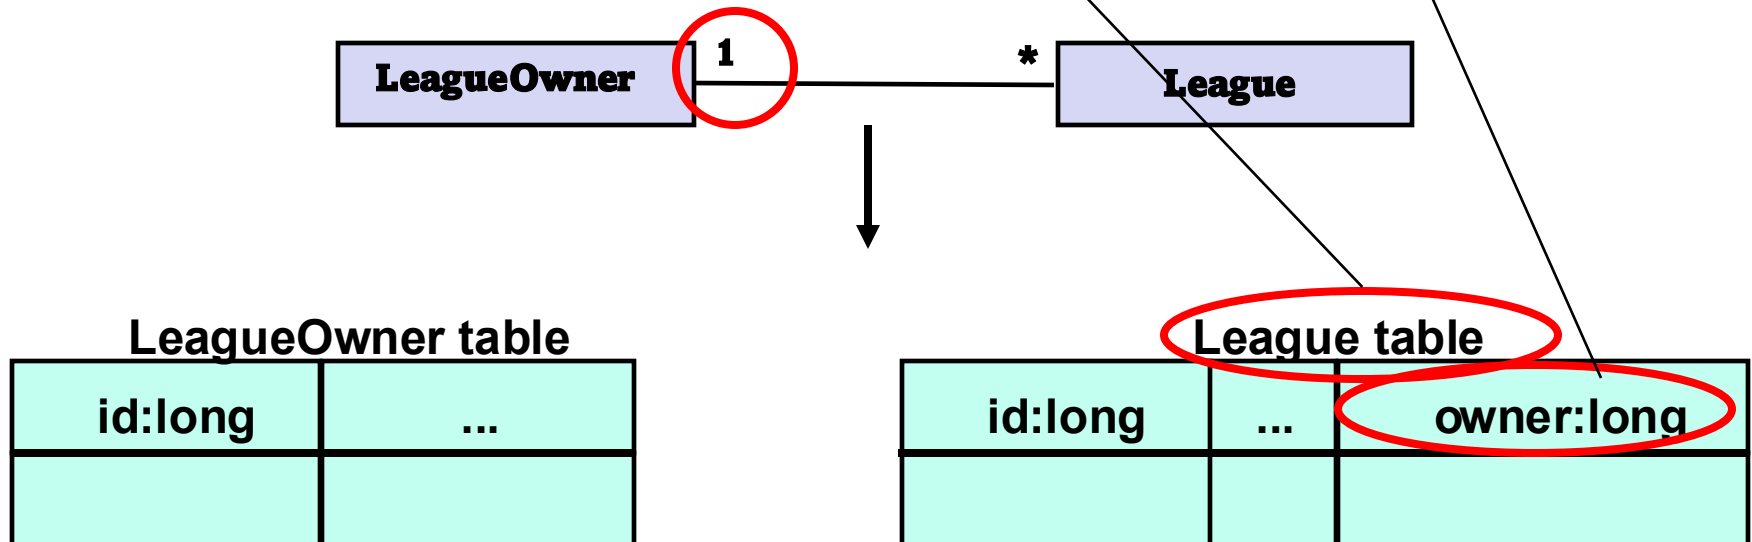 1 *
LeagueOwner League
LeagueOwner table League table
id:long ... id:long ... owner:long